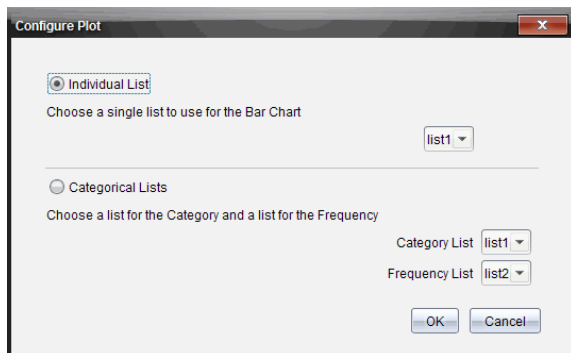 Configure Plot
x
Individual List
Choose a single list to use for the Bar Chart
list1
Categorical Lists
Choose a list for the Category and a list for the Frequency
Category List list1
Frequency List list2
OK Cancel